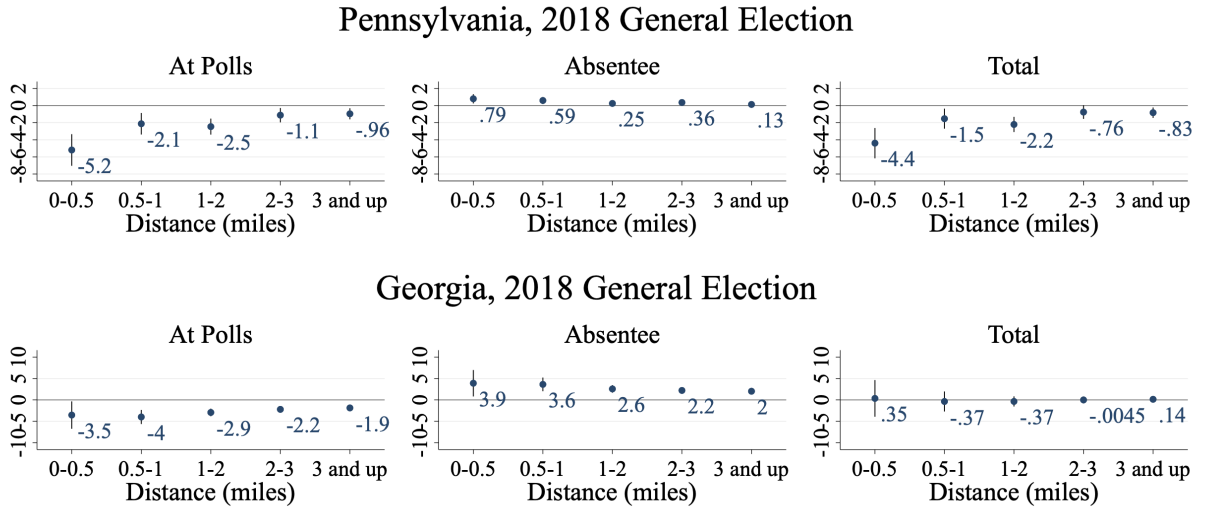 Pennsylvania, 2018 General Election
At Polls
-8-6-4-2 0 2
-5.2
-2.1
-2.5
-1.1
-.96
0-0.5 0.5-1 1-2 2-3 3 and up
Distance (miles)
Absentee
-8-6-4-2 0 2
.79
.59
.25
.36
.13
0-0.5 0.5-1 1-2 2-3 3 and up
Distance (miles)
Total
-8-6-4-2 0 2
-4.4
-1.5
-2.2
-.76
-.83
0-0.5 0.5-1 1-2 2-3 3 and up
Distance (miles)
Georgia, 2018 General Election
At Polls
-10-5 0 5 10
-3.5
-4
-2.9
-2.2
-1.9
0-0.5 0.5-1 1-2 2-3 3 and up
Distance (miles)
Absentee
-10-5 0 5 10
3.9
3.6
2.6
2.2
2
0-0.5 0.5-1 1-2 2-3 3 and up
Distance (miles)
Total
-10-5 0 5 10
.35
-.37
-.37
-.0045
.14
0-0.5 0.5-1 1-2 2-3 3 and up
Distance (miles)